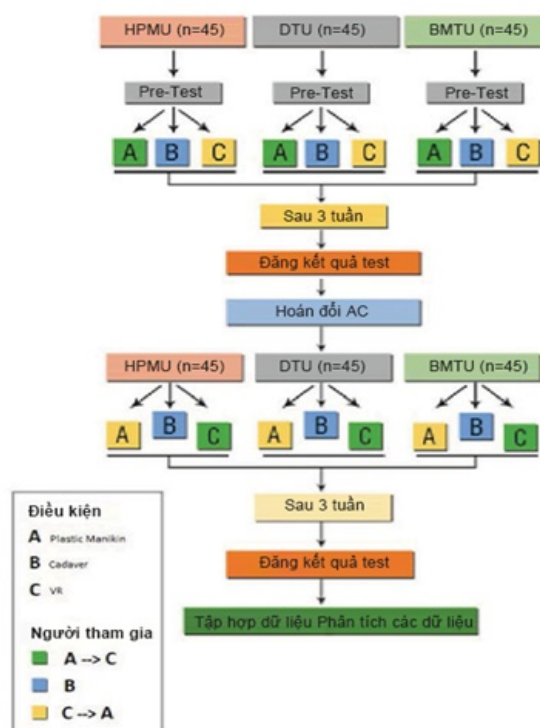 HPMU (n=45) DTU (n=45) BMTU (n=45)
Pre-Test Pre-Test Pre-Test
A B C A B C A B C
Sau 3 tuần
Đăng kết quả test
Hoán đổi AC
HPMU (n=45) DTU (n=45) BMTU (n=45)
A B C A B C A B C
Sau 3 tuần
Đăng kết quả test
Tập hợp dữ liệu Phân tích các dữ liệu
Điều kiện
A Plastic Manikin
B Cadaver
C VR
Người tham gia
A --> C
B
C -> A